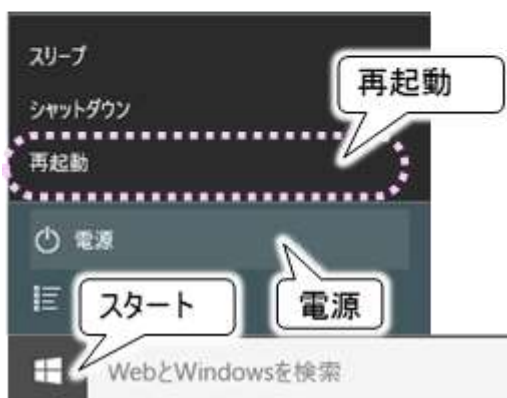 スリープ
再起動
シャットダウン
再起動
電源
スタート
電源
WebとWindowsを検索